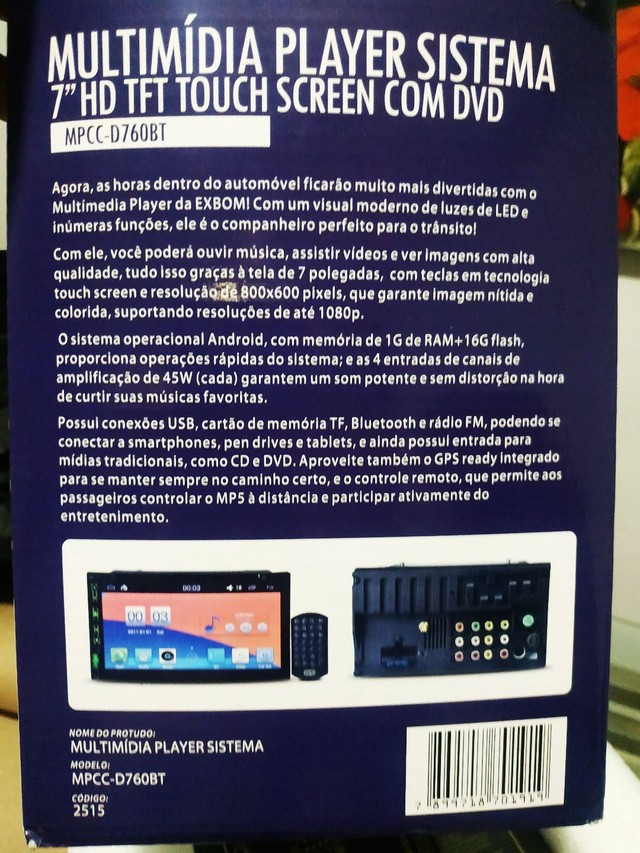 MULTIMÍDIA PLAYER SISTEMA
7” HD TFT TOUCH SCREEN COM DVD
MPCC-D760BT
Agora, as horas dentro do automóvel ficarão muito mais divertidas com o
Multimedia Player da EXBOM! Com um visual moderno de luzes de LED e
inúmeras funções, ele é o companheiro perfeito para o trânsito!
Com ele, você poderá ouvir música, assistir vídeos e ver imagens com alta
qualidade, tudo isso graças à tela de 7 polegadas, com teclas em tecnologia
touch screen e resolução de 800x600 pixels, que garante imagem nítida e
colorida, suportando resoluções de até 1080p.
O sistema operacional Android, com memória de 1G de RAM+16G flash,
proporciona operações rápidas do sistema; e as 4 entradas de canais de
amplificação de 45W (cada) garantem um som potente e sem distorção na hora
de curtir suas músicas favoritas.
Possui conexões USB, cartão de memória TF, Bluetooth e rádio FM, podendo se
conectar a smartphones, pen drives e tablets, e ainda possui entrada para
mídias tradicionais, como CD e DVD. Aproveite também o GPS ready integrado
para se manter sempre no caminho certo, e o controle remoto, que permite aos
passageiros controlar o MP5 à distância e participar ativamente do
entretenimento.
00:03
18
00 03
NOME DO PROTUDO:
MULTIMÍDIA PLAYER SISTEMA
MODELO:
MPCC-D760BT
CÓDIGO:
2515
7 899718 701919